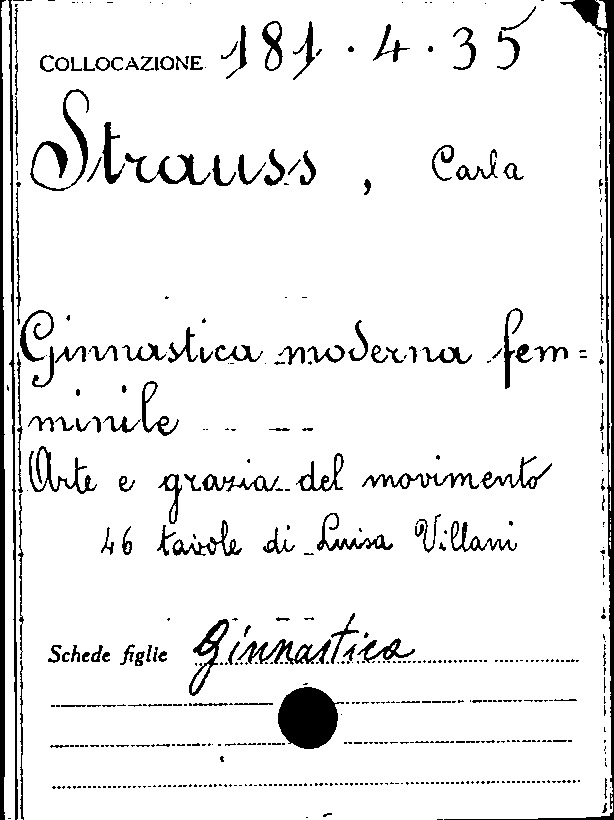 COLLOCAZIONE 181.4.35
Strauss, Carla
Ginnastica moderna fem=
minile
Arte e grazia del movimento
46 tavole di Luisa Villani
Schede figlie Ginnastica